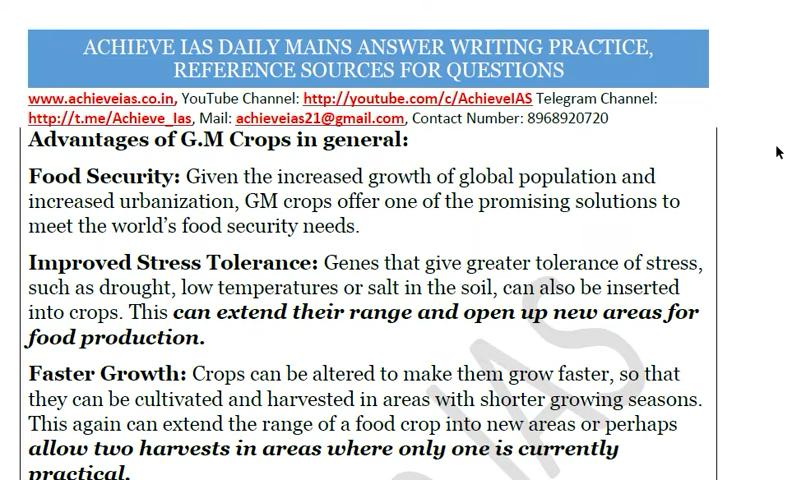 ACHIEVE IAS DAILY MAINS ANSWER WRITING PRACTICE,
REFERENCE SOURCES FOR QUESTIONS
www.achieveias.co.in, YouTube Channel: http://youtube.com/c/AchieveIAS Telegram Channel:
http://t.me/Achieve_Ias, Mail: achieveias21@gmail.com, Contact Number: 8968920720
Advantages of G.M Crops in general:
Food Security: Given the increased growth of global population and
increased urbanization, GM crops offer one of the promising solutions to
meet the world's food security needs.
Improved Stress Tolerance: Genes that give greater tolerance of stress,
such as drought, low temperatures or salt in the soil, can also be inserted
into crops. This can extend their range and open up new areas for
food production.
Faster Growth: Crops can be altered to make them grow faster, so that
they can be cultivated and harvested in areas with shorter growing seasons.
This again can extend the range of a food crop into new areas or perhaps
allow two harvests in areas where only one is currently
practical.
IAS